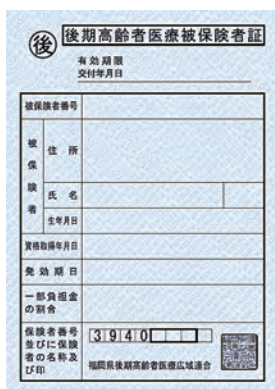 後 後期高齢者医療被保険者証
有効期限
交付年月日
被保険者番号
被保険者
住所
氏名
生年月日
資格取得年月日
発効期日
一部負担金
の割合
保険者番号
並びに保険
者の名称及
び印
3940
福岡県後期高齢者医療広域連合